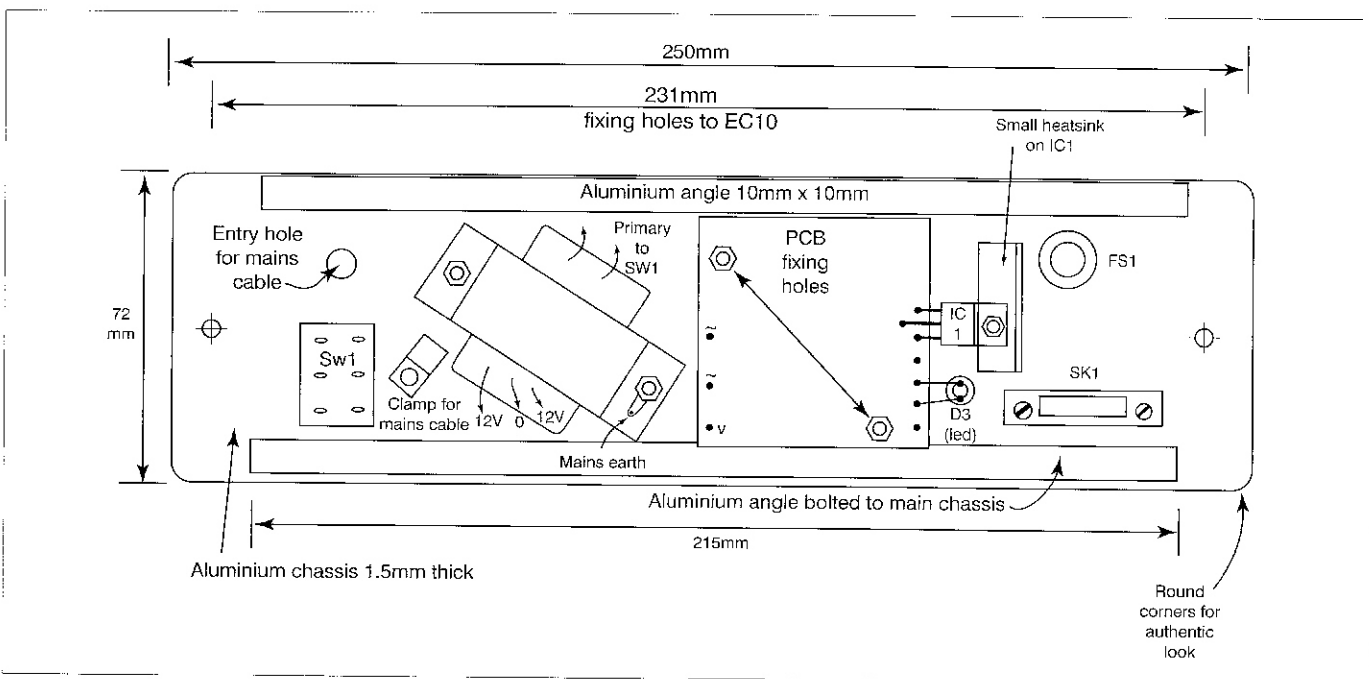 250mm
231mm
fixing holes to EC10
Small heatsink
on IC1
Aluminium angle 10mm x 10mm
Entry hole
for mains
cable
Primary
to
SW1
PCB
fixing
holes
FS1
72
mm
IC
1
~
~
v
Sw1
SK1
Clamp for
mains cable
12V
0
12V
D3
(led)
Mains earth
Aluminium angle bolted to main chassis
215mm
Aluminium chassis 1.5mm thick
Round
corners for
authentic
look